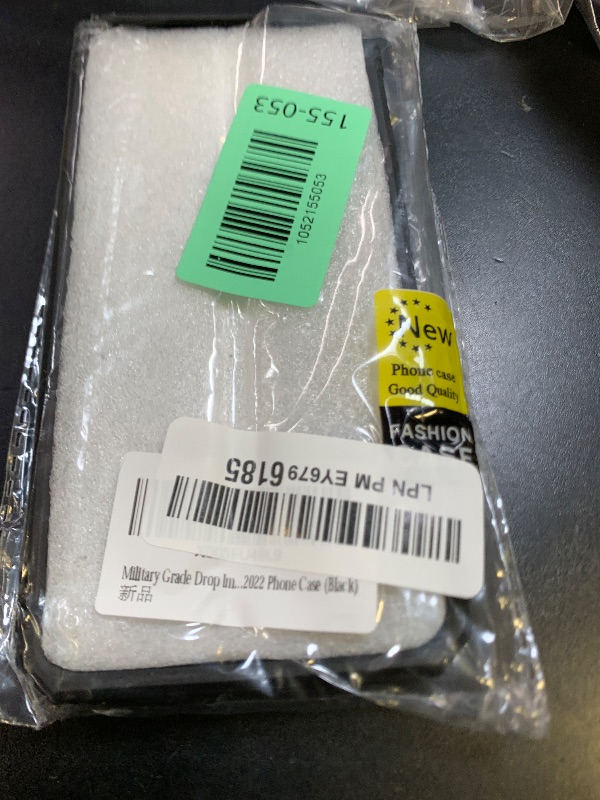 155-053
1052155053
New
Phone case
Good Quality
FASHION
LPN PM EY679 6185
Military Grade Drop Im...2022 Phone Case (Black)
新品